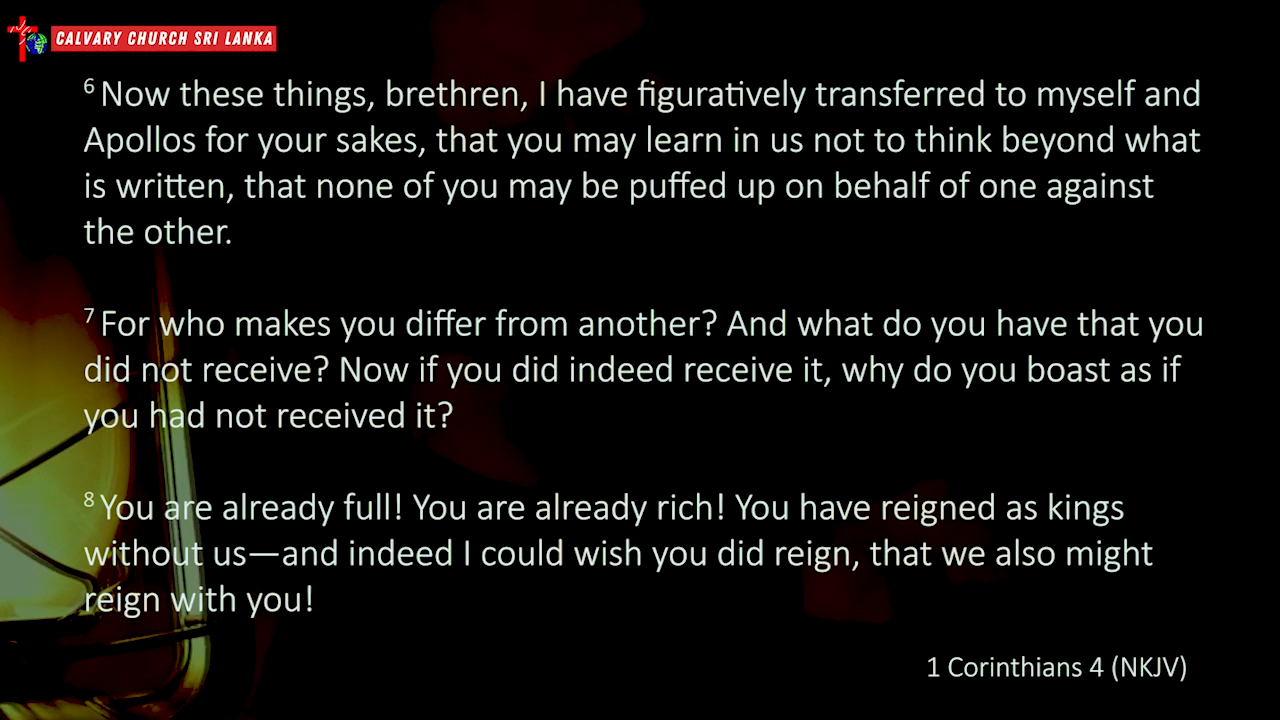 CALVARY CHURCH SRI LANKA
6 Now these things, brethren, I have figuratively transferred to myself and
Apollos for your sakes, that you may learn in us not to think beyond what
is written, that none of you may be puffed up on behalf of one against
the other.
7 For who makes you differ from another? And what do you have that you
did not receive? Now if you did indeed receive it, why do you boast as if
you had not received it?
8 You are already full! You are already rich! You have reigned as kings
without us—and indeed I could wish you did reign, that we also might
reign with you!
1 Corinthians 4 (NKJV)